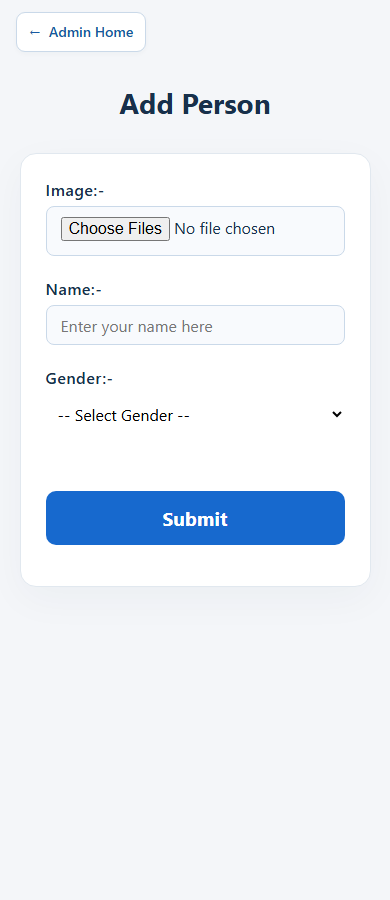 ← Admin Home
Add Person
Image:-
Choose Files No file chosen
Name:-
Enter your name here
Gender:-
-- Select Gender --
Submit